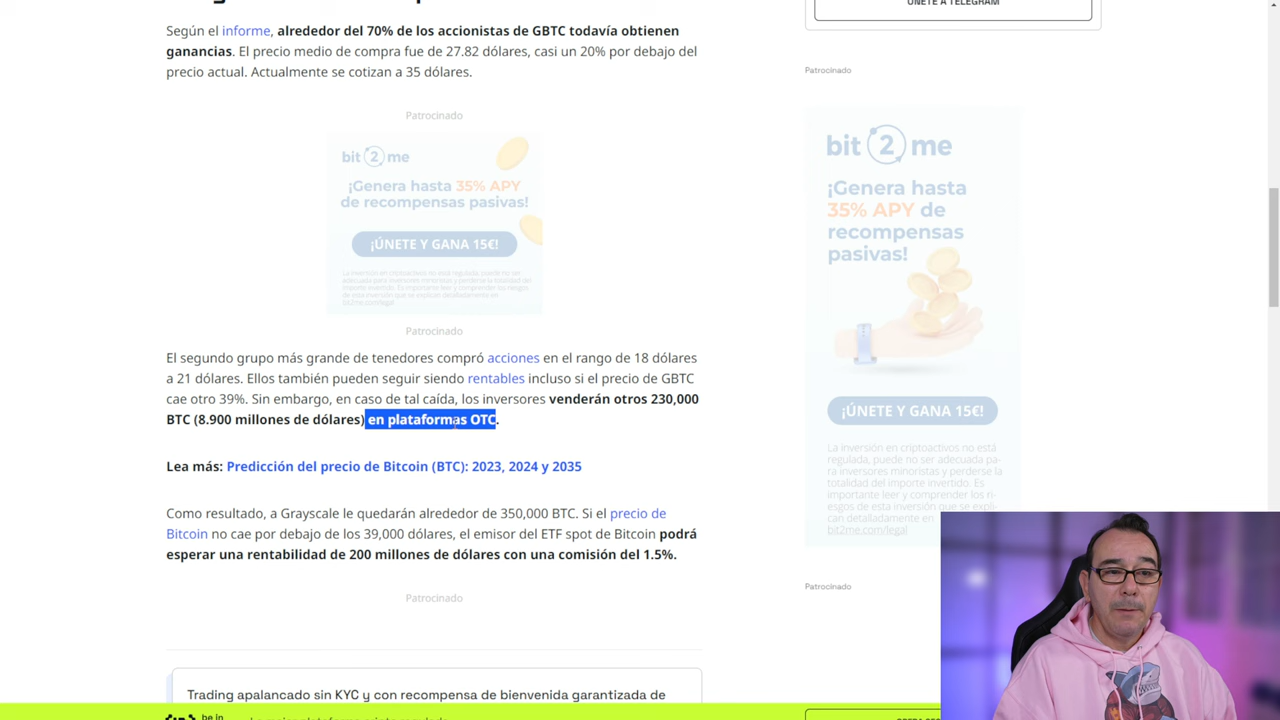 ÚNETE A TELEGRAM
Según el informe, alrededor del 70% de los accionistas de GBTC todavía obtienen
ganancias. El precio medio de compra fue de 27.82 dólares, casi un 20% por debajo del
precio actual. Actualmente se cotizan a 35 dólares.
Patrocinado
bit 2 me
¡Genera hasta 35% APY
de recompensas pasivas!
¡ÚNETE Y GANA 15€!
La inversión en criptoactivos no está regulada, puede no ser
adecuada para inversores minoristas y perderse la totalidad del
importe invertido. Es importante leer y comprender los riesgos
de esta inversión que se explican detalladamente en
bit2me.com/legal
Patrocinado
El segundo grupo más grande de tenedores compró acciones en el rango de 18 dólares
a 21 dólares. Ellos también pueden seguir siendo rentables incluso si el precio de GBTC
cae otro 39%. Sin embargo, en caso de tal caída, los inversores venderán otros 230,000
BTC (8.900 millones de dólares) en plataformas OTC.
Lea más: Predicción del precio de Bitcoin (BTC): 2023, 2024 y 2035
Como resultado, a Grayscale le quedarán alrededor de 350,000 BTC. Si el precio de
Bitcoin no cae por debajo de los 39,000 dólares, el emisor del ETF spot de Bitcoin podrá
esperar una rentabilidad de 200 millones de dólares con una comisión del 1.5%.
Patrocinado
Trading apalancado sin KYC y con recompensa de bienvenida garantizada de
be in
Patrocinado
bit 2 me
¡Genera hasta
35% APY de
recompensas
pasivas!
¡ÚNETE Y GANA 15€!
La inversión en criptoactivos no está
regulada, puede no ser adecuada pa-
ra inversores minoristas y perderse la
totalidad del importe invertido. Es
importante leer y comprender los ri-
esgos de esta inversión que se expli-
can detalladamente en
bit2me.com/legal
Patrocinado